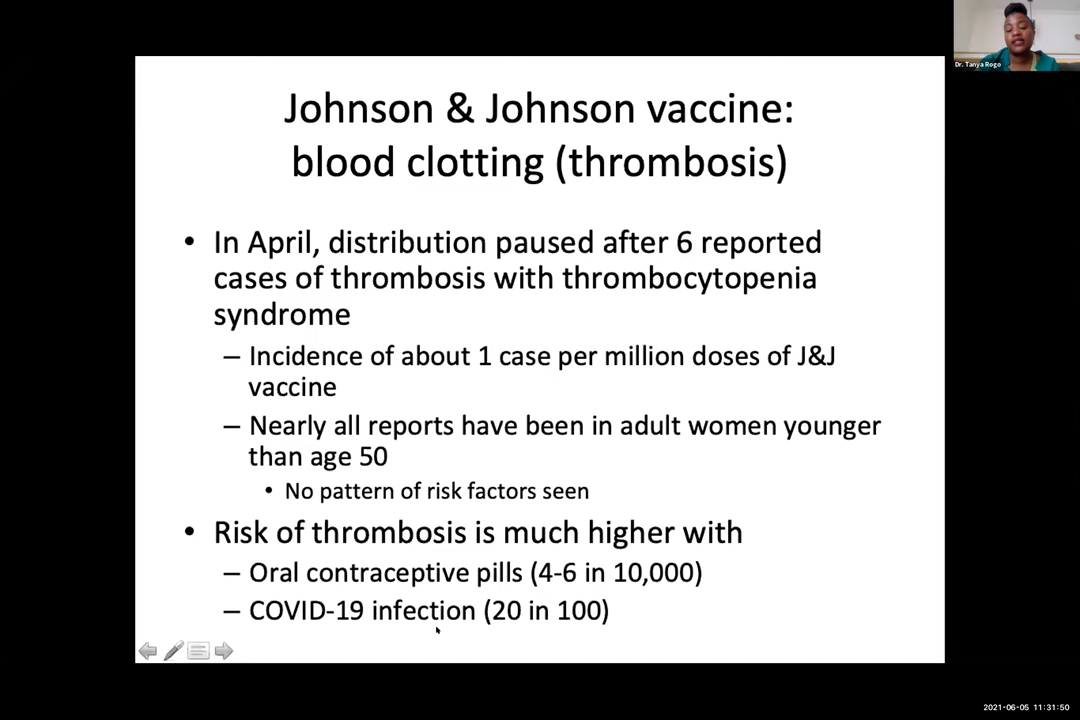 Dr. Tanya Rogo
Johnson & Johnson vaccine:
blood clotting (thrombosis)
• In April, distribution paused after 6 reported
cases of thrombosis with thrombocytopenia
syndrome
– Incidence of about 1 case per million doses of J&J
vaccine
– Nearly all reports have been in adult women younger
than age 50
• No pattern of risk factors seen
• Risk of thrombosis is much higher with
– Oral contraceptive pills (4-6 in 10,000)
– COVID-19 infection (20 in 100)
2021-06-05 11:31:50